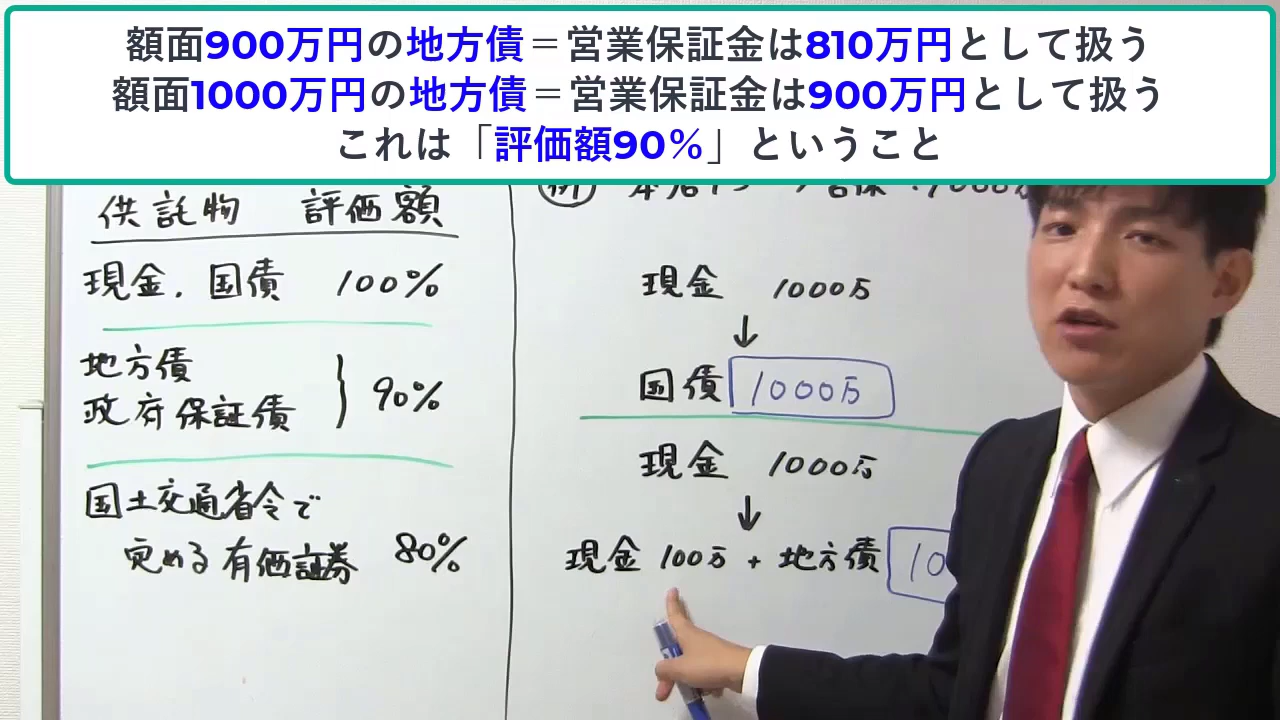 額面900万円の地方債＝営業保証金は810万円として扱う
額面1000万円の地方債＝営業保証金は900万円として扱う
これは「評価額90%」ということ
供託物 評価額
現金、国債 100%
地方債
政府保証債 } 90%
国土交通省令で
定める有価証券 80%
現金 1000万
↓
国債 1000万
現金 1000万
↓
現金 100万 + 地方債 10